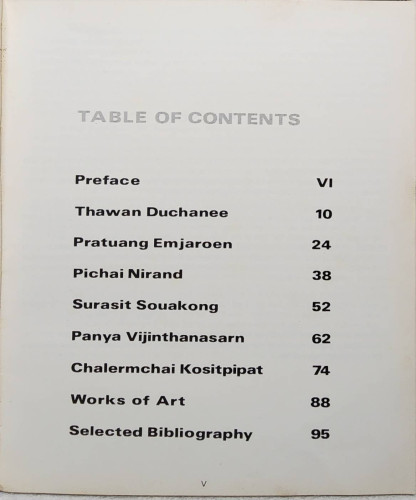 TABLE OF CONTENTS
Preface VI
Thawan Duchanee 10
Pratuang Emjaroen 24
Pichai Nirand 38
Surasit Souakong 52
Panya Vijinthanasarn 62
Chalermchai Kositpipat 74
Works of Art 88
Selected Bibliography 95
V